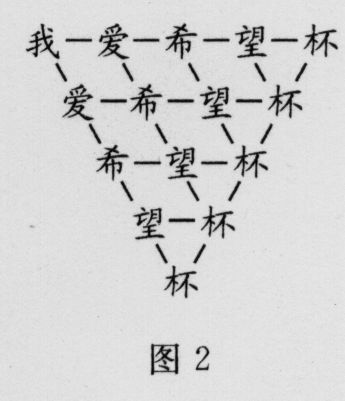 我 爱 希 望 杯
爱 希 望 杯
希 望 杯
望 杯
杯
图 2